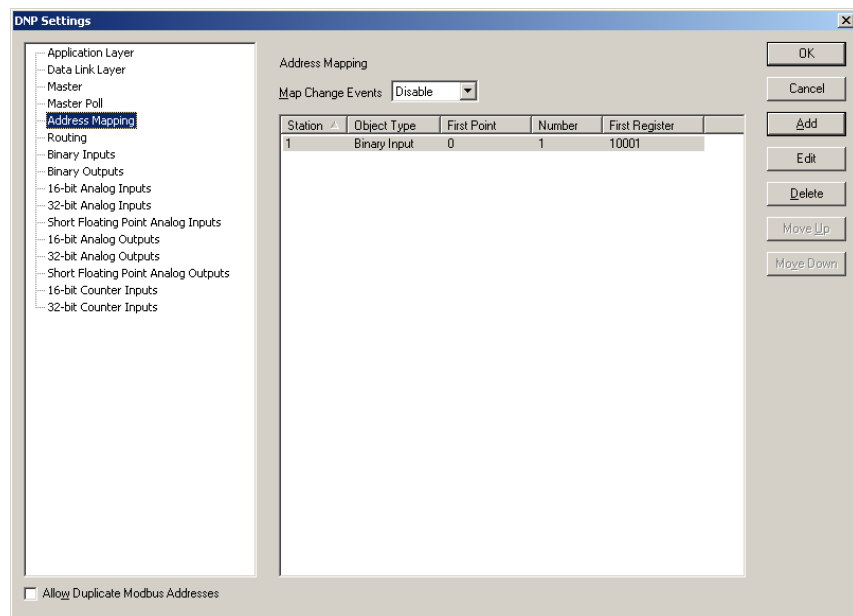 DNP Settings
Application Layer
Data Link Layer
Master
Master Poll
Address Mapping
Routing
Binary Inputs
Binary Outputs
16-bit Analog Inputs
32-bit Analog Inputs
Short Floating Point Analog Inputs
16-bit Analog Outputs
32-bit Analog Outputs
Short Floating Point Analog Outputs
16-bit Counter Inputs
32-bit Counter Inputs
Address Mapping
Map Change Events Disable
Station Object Type First Point Number First Register
1 Binary Input 0 1 10001
OK
Cancel
Add
Edit
Delete
Move Up
Move Down
Allow Duplicate Modbus Addresses